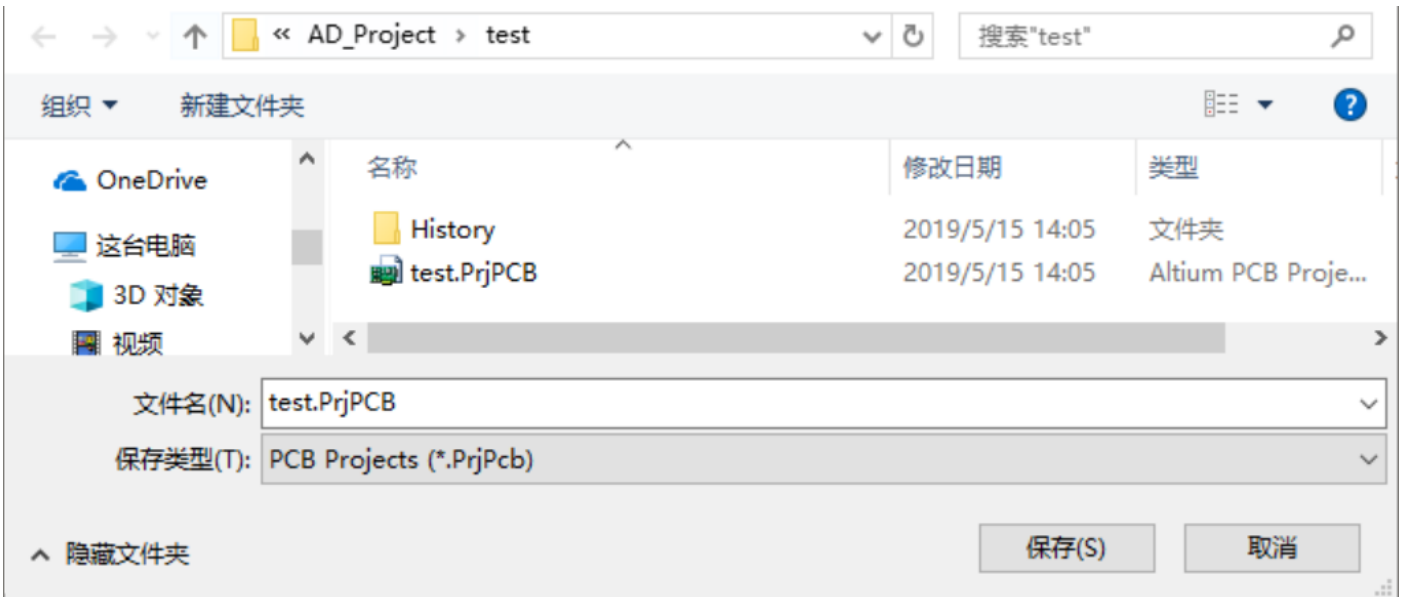 « AD_Project › test 搜索"test"
组织 新建文件夹
名称 修改日期 类型
OneDrive
这台电脑
3D 对象
视频
History 2019/5/15 14:05 文件夹
test.PrjPCB 2019/5/15 14:05 Altium PCB Proje...
文件名(N): test.PrjPCB
保存类型(T): PCB Projects (*.PrjPcb)
隐藏文件夹 保存(S) 取消